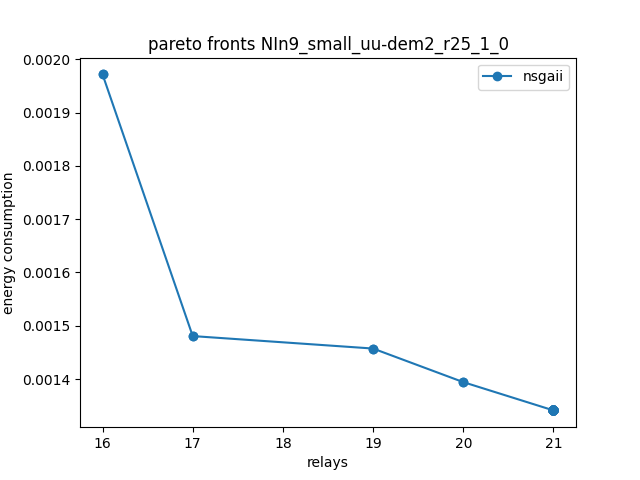 pareto fronts NIn9_small_uu-dem2_r25_1_0
nsgaii
0.0020
0.0019
0.0018
0.0017
0.0016
0.0015
0.0014
energy consumption
16 17 18 19 20 21
relays